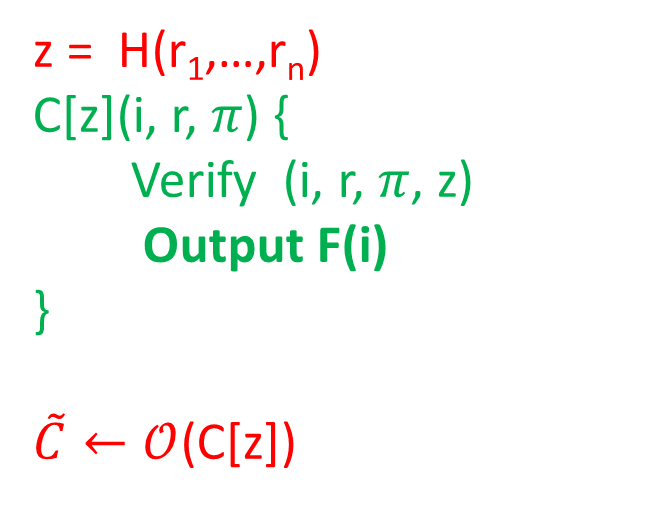 z = H(r₁,...,rₙ)
C[z](i, r, 𝜋) {
Verify (i, r, 𝜋, z)
Output F(i)
}
C̃ ← 𝒪(C[z])